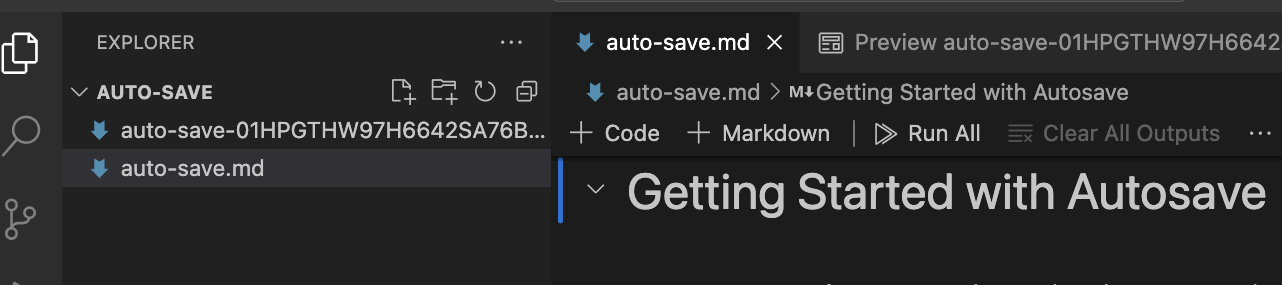 EXPLORER
AUTO-SAVE
auto-save-01HPGTHW97H6642SA76B...
auto-save.md
auto-save.md
Preview auto-save-01HPGTHW97H6642
auto-save.md > M↓Getting Started with Autosave
+ Code + Markdown | Run All Clear All Outputs ...
Getting Started with Autosave